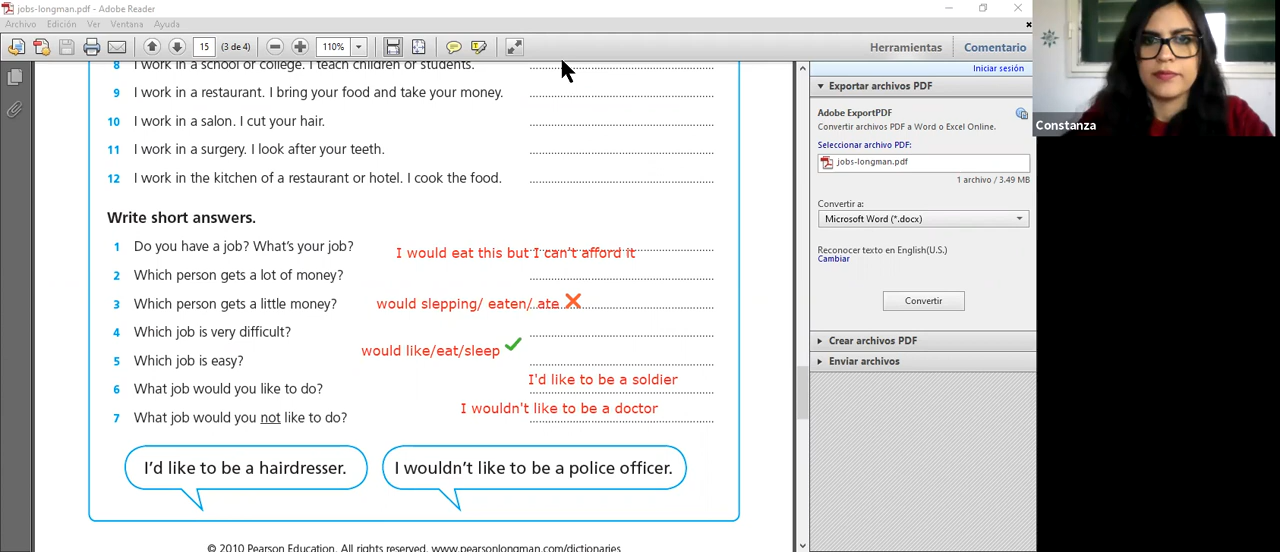 jobs-longman.pdf - Adobe Reader
Archivo Edición Ver Ventana Ayuda
15 (3 de 4) 110% Herramientas Comentario
8 I work in a school or college. I teach children or students.
9 I work in a restaurant. I bring your food and take your money.
10 I work in a salon. I cut your hair.
11 I work in a surgery. I look after your teeth.
12 I work in the kitchen of a restaurant or hotel. I cook the food.
Write short answers.
1 Do you have a job? What's your job?
I would eat this but I can't afford it
2 Which person gets a lot of money?
3 Which person gets a little money?
would slepping/ eaten/ ate
4 Which job is very difficult?
would like/eat/sleep
5 Which job is easy?
I'd like to be a soldier
6 What job would you like to do?
I wouldn't like to be a doctor
7 What job would you not like to do?
I'd like to be a hairdresser.
I wouldn't like to be a police officer.
© 2010 Pearson Education. All rights reserved. www.pearsonlongman.com/dictionaries
Iniciar sesión
Exportar archivos PDF
Adobe ExportPDF
Convertir archivos PDF a Word o Excel Online.
Seleccionar archivo PDF:
jobs-longman.pdf
1 archivo / 3.49 MB
Convertir a:
Microsoft Word (*.docx)
Reconocer texto en English(U.S.)
Cambiar
Convertir
Crear archivos PDF
Enviar archivos
Constanza